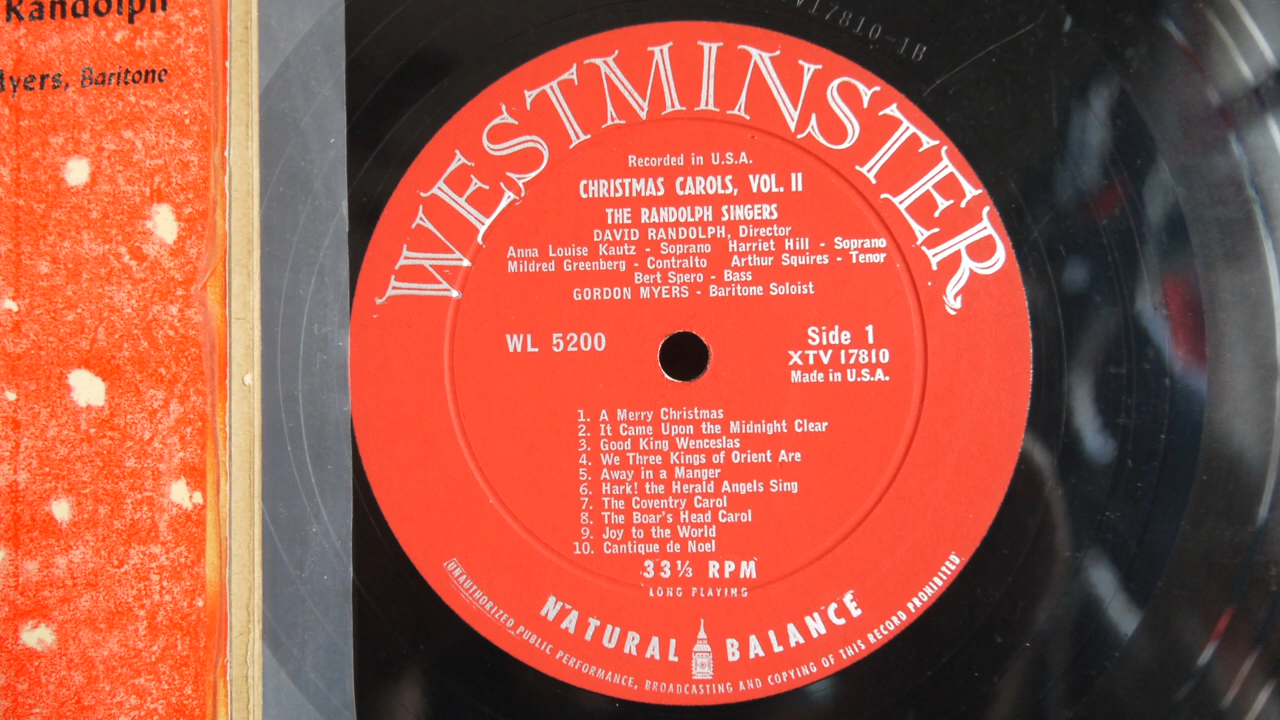 Randolph
Myers, Baritone
V17810-1B
WESTMINSTER
Recorded in U.S.A.
CHRISTMAS CAROLS, VOL. II
THE RANDOLPH SINGERS
DAVID RANDOLPH, Director
Anna Louise Kautz - Soprano Harriet Hill - Soprano
Mildred Greenberg - Contralto Arthur Squires - Tenor
Bert Spero - Bass
GORDON MYERS - Baritone Soloist
WL 5200
Side 1
XTV 17810
Made in U.S.A.
1. A Merry Christmas
2. It Came Upon the Midnight Clear
3. Good King Wenceslas
4. We Three Kings of Orient Are
5. Away in a Manger
6. Hark! the Herald Angels Sing
7. The Coventry Carol
8. The Boar's Head Carol
9. Joy to the World
10. Cantique de Noel
33⅓ RPM
LONG PLAYING
NATURAL BALANCE
UNAUTHORIZED PUBLIC PERFORMANCE, BROADCASTING AND COPYING OF THIS RECORD PROHIBITED